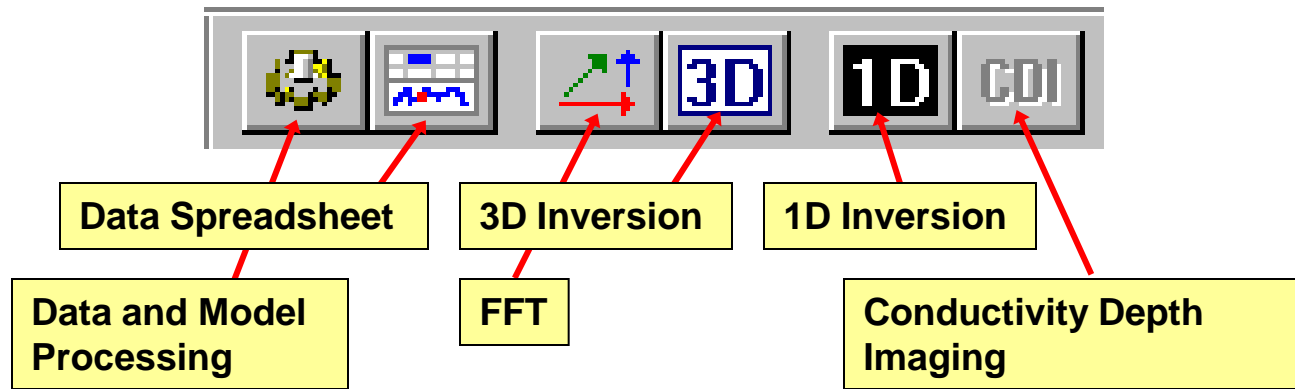 3D 1D CDI
Data Spreadsheet 3D Inversion 1D Inversion
Data and Model
Processing
FFT
Conductivity Depth
Imaging